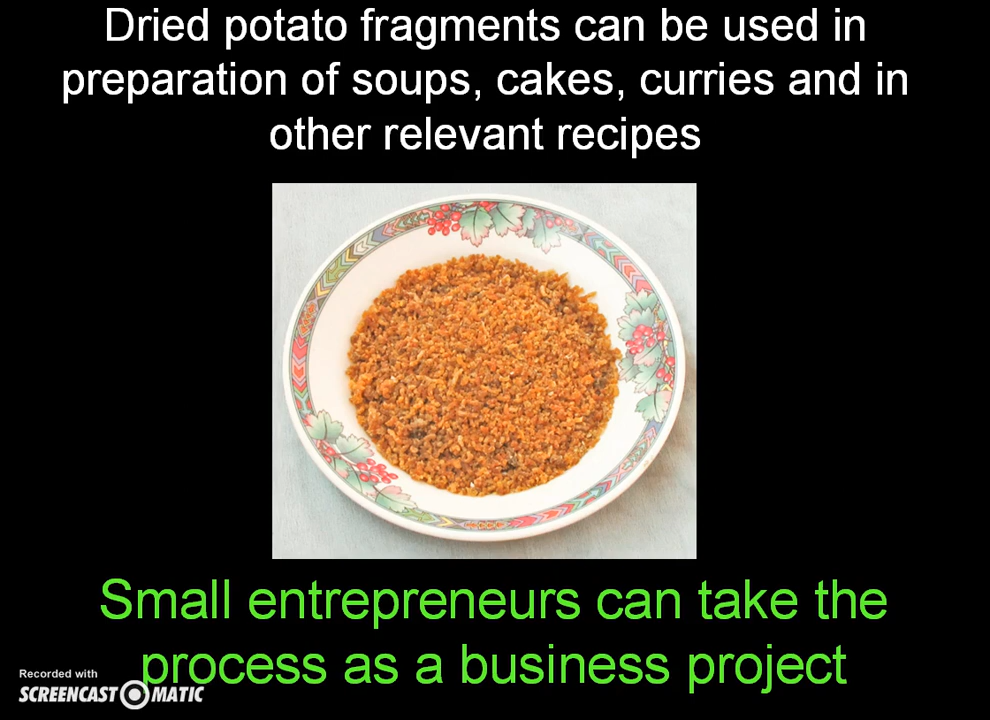 Dried potato fragments can be used in
preparation of soups, cakes, curries and in
other relevant recipes
Small entrepreneurs can take the
process as a business project
Recorded with
SCREENCAST MATIC